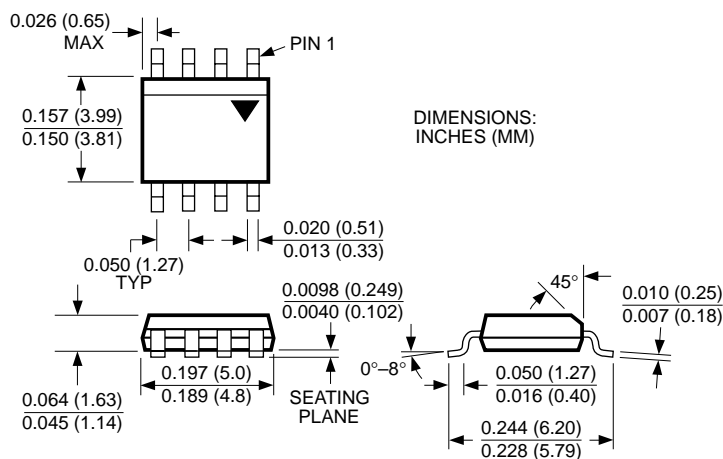 0.026 (0.65)
MAX
PIN 1
0.157 (3.99)
0.150 (3.81)
DIMENSIONS:
INCHES (MM)
0.020 (0.51)
0.013 (0.33)
0.050 (1.27)
TYP
0.0098 (0.249)
0.0040 (0.102)
45°
0.010 (0.25)
0.007 (0.18)
0°–8°
0.064 (1.63)
0.045 (1.14)
0.197 (5.0)
0.189 (4.8)
SEATING
PLANE
0.050 (1.27)
0.016 (0.40)
0.244 (6.20)
0.228 (5.79)